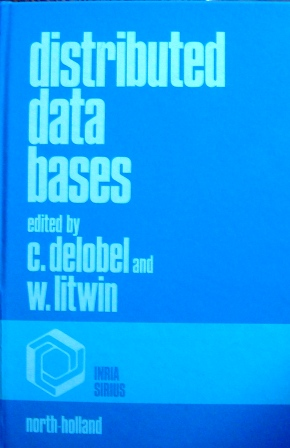 distributed
data
bases
edited by
c. delobel and
w. litwin
INRIA
SIRIUS
north-holland